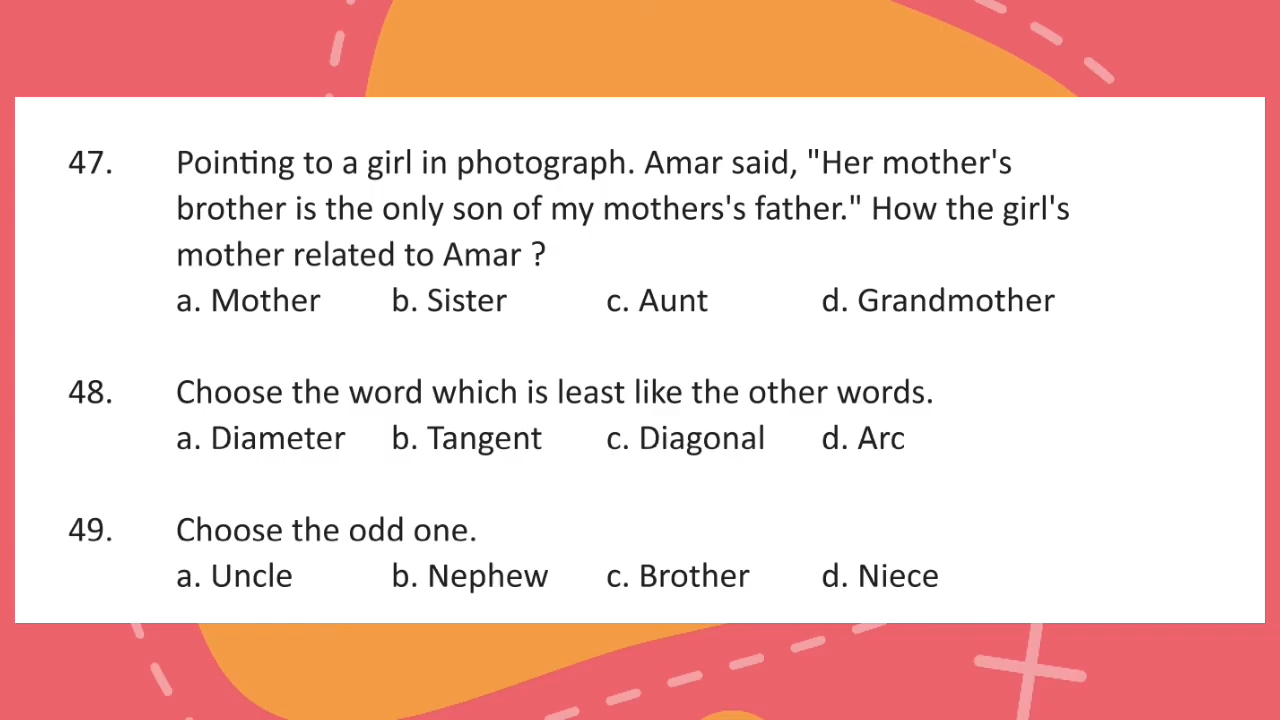 47. Pointing to a girl in photograph. Amar said, "Her mother's
brother is the only son of my mothers's father." How the girl's
mother related to Amar ?
a. Mother b. Sister c. Aunt d. Grandmother
48. Choose the word which is least like the other words.
a. Diameter b. Tangent c. Diagonal d. Arc
49. Choose the odd one.
a. Uncle b. Nephew c. Brother d. Niece